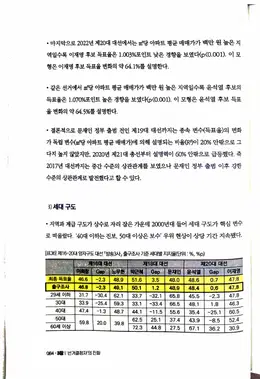 • 마지막으로 2022년 제20대 대선에서는 ㎡당 아파트 평균 매매가가 백만 원 높은 지
역일수록 이재명 후보 득표율은 1.003%포인트 낮은 경향을 보였다(p<0.001). 이 모
형은 이재명 후보 득표율 변화의 약 64.1%를 설명한다.
• 같은 선거에서 ㎡당 아파트 평균 매매가가 백만 원 높은 지역일수록 윤석열 후보의
득표율은 1.070%포인트 높은 경향을 보였다(p<0.001). 이 모형은 윤석열 후보 득표
율 변화의 약 64.5%를 설명한다.
• 결론적으로 문재인 정부 출범 전인 제19대 대선까지는 종속 변수(득표율)의 변화
가 독립 변수(㎡당 아파트 평균 매매가)에 의해 설명되는 비율(R²)이 20% 안팎으로 그
다지 높지 않았지만, 2020년 제21대 총선부터 설명력이 60% 안팎으로 급등했다. 즉
2017년 대선까지는 중간 수준의 상관관계를 보였으나 문재인 정부 출범 이후 강한
수준의 상관관계로 발전했다고 할 수 있다.
3) 세대 구도
• 지역과 계급 구도가 상수로 자리 잡은 가운데 2000년대 들어 세대 구도가 핵심 변수
로 떠올랐다. '40대 이하는 진보, 50대 이상은 보수' 우위 현상이 상당 기간 지속됐다.
제16대 대선 제18대 대선 제20대 대선
이회창 Gap 노무현 박근혜 Gap 문재인 윤석열 Gap 이재명
최종 득표율 46.6 -2.3 48.9 51.6 3.5 48.0 48.6 0.7 47.8
출구조사 46.8 -2.3 49.1 50.1 1.2 48.9 48.4 0.6 47.8
29세 이하 31.7 -30.4 62.1 33.7 -32.1 65.8 45.5 -2.3 47.8
30대 33.9 -25.4 59.3 33.1 -33.4 66.5 48.1 1.8 46.3
40대 47.4 -1.3 48.7 44.1 -11.5 55.6 35.4 -25.1 60.5
50대 59.8 20.0 39.8 62.5 25.1 37.4 43.9 -8.5 52.4
60세 이상 72.3 44.8 27.5 67.1 36.2 30.9